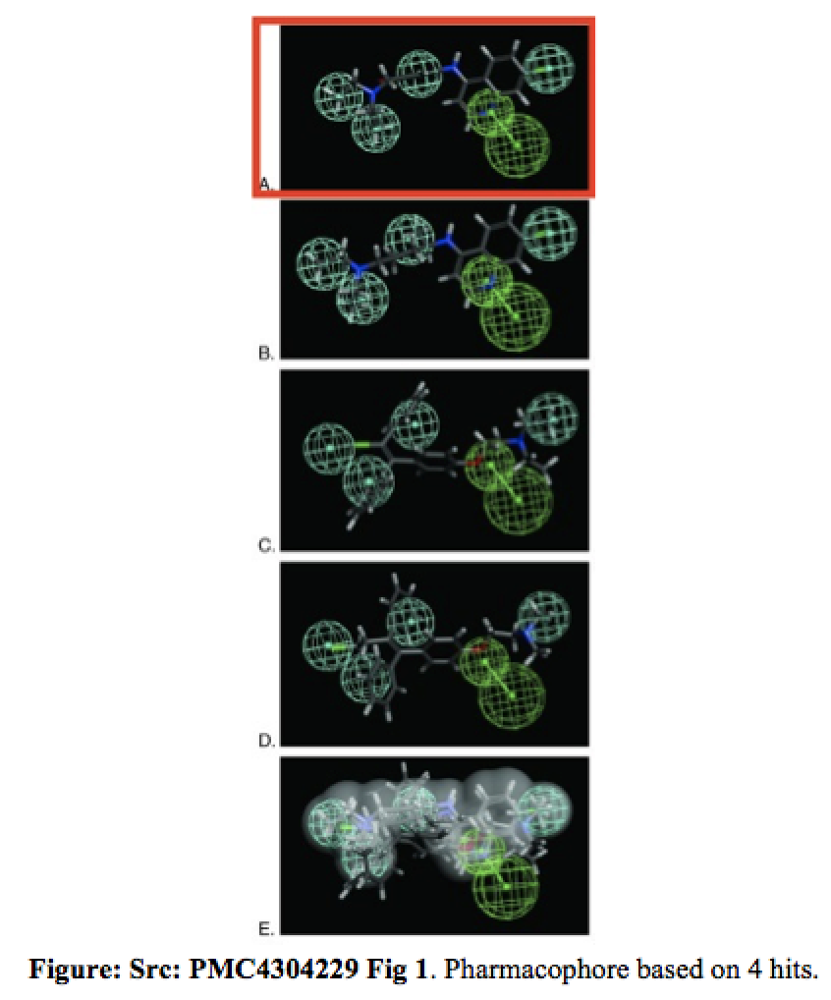 A.
B.
C.
D.
E.
Figure: Src: PMC4304229 Fig 1. Pharmacophore based on 4 hits.